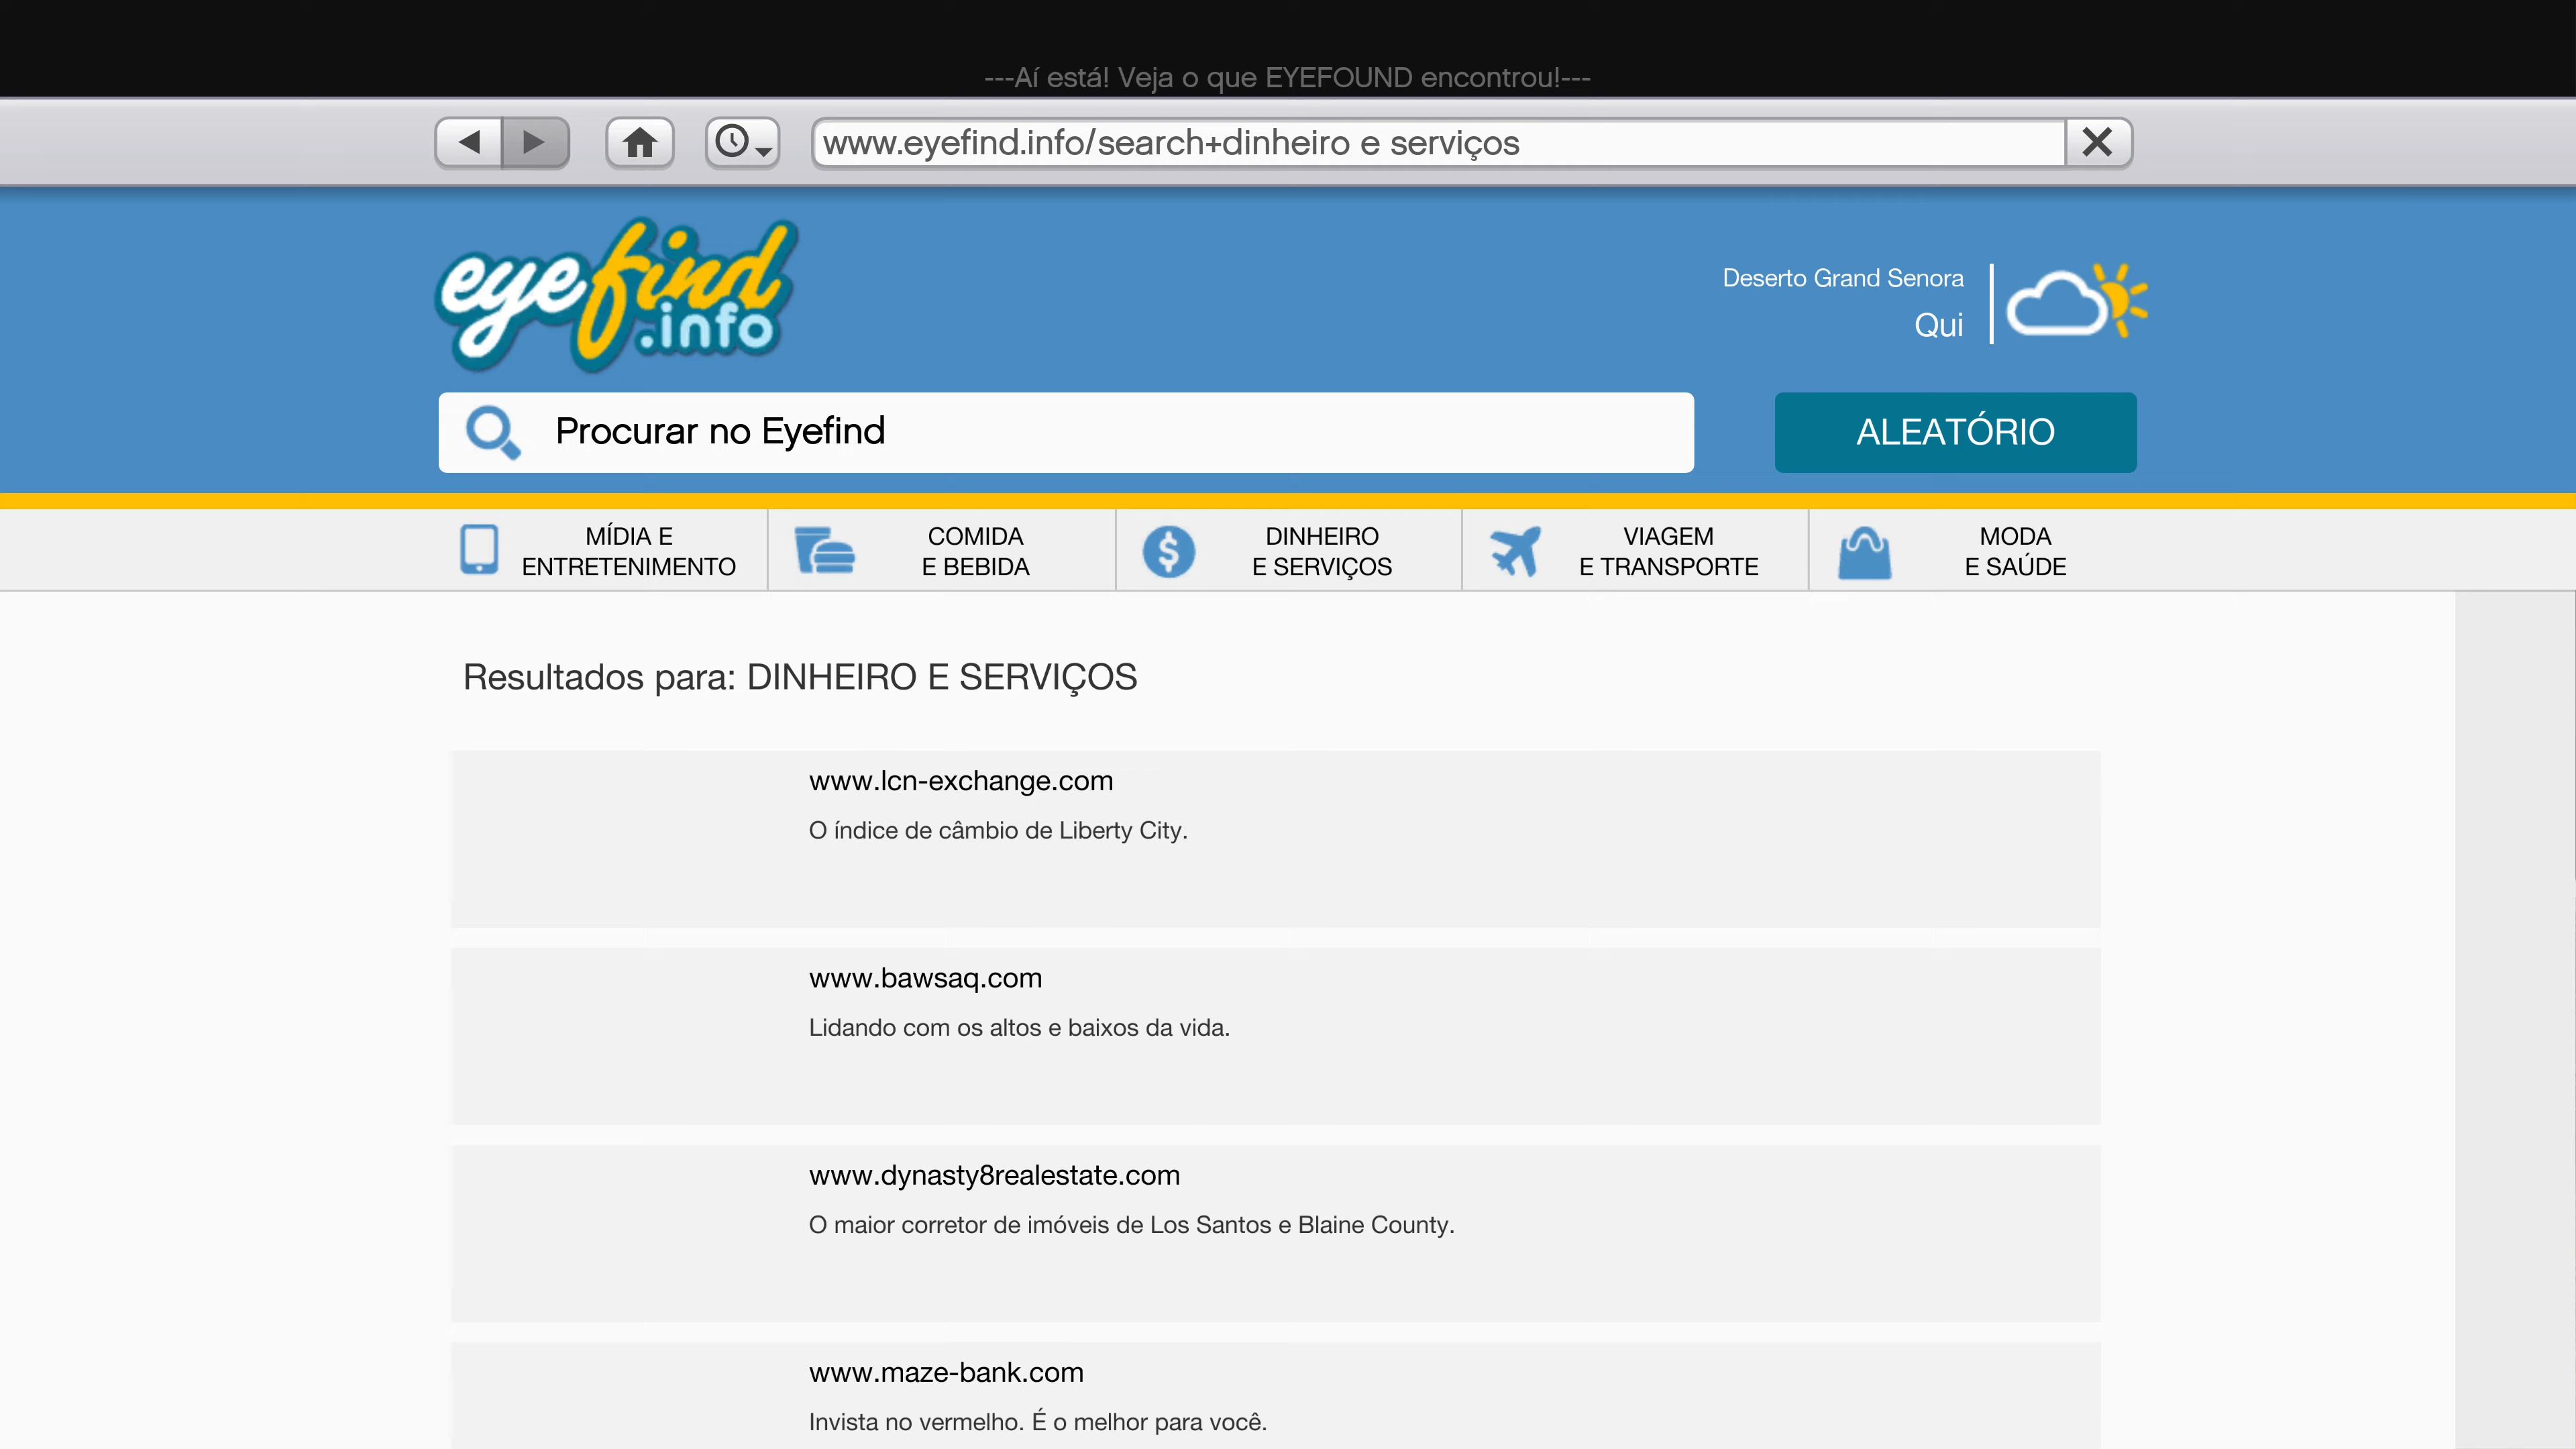 ---Aí está! Veja o que EYEFOUND encontrou!---
www.eyefind.info/search+dinheiro e serviços
eyefind
.info
Deserto Grand Senora
Qui
Procurar no Eyefind
ALEATÓRIO
MÍDIA E
ENTRETENIMENTO
COMIDA
E BEBIDA
DINHEIRO
E SERVIÇOS
VIAGEM
E TRANSPORTE
MODA
E SAÚDE
Resultados para: DINHEIRO E SERVIÇOS
www.lcn-exchange.com
O índice de câmbio de Liberty City.
www.bawsaq.com
Lidando com os altos e baixos da vida.
www.dynasty8realestate.com
O maior corretor de imóveis de Los Santos e Blaine County.
www.maze-bank.com
Invista no vermelho. É o melhor para você.